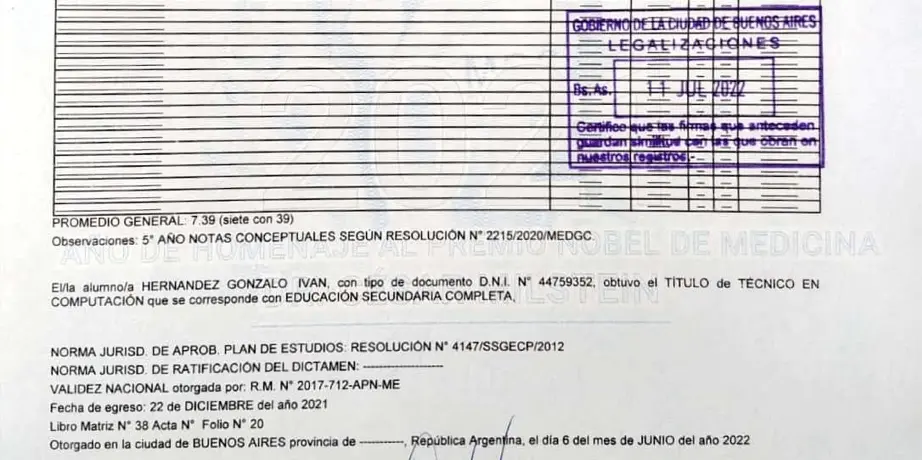 GOBIERNO DE LA CIUDAD DE BUENOS AIRES
LEGALIZACIONES
Bs. As. 11 JUL 2022
Certifico que las firmas que anteceden
guardan similitud con las que obran en
nuestros registros.-
PROMEDIO GENERAL: 7.39 (siete con 39)
Observaciones: 5° AÑO NOTAS CONCEPTUALES SEGÚN RESOLUCIÓN N° 2215/2020/MEDGC.
AÑO DE HOMENAJE AL PREMIO NOBEL DE MEDICINA
El/la alumno/a HERNANDEZ GONZALO IVAN, con tipo de documento D.N.I. N° 44759352, obtuvo el TÍTULO de TÉCNICO EN
COMPUTACIÓN que se corresponde con EDUCACIÓN SECUNDARIA COMPLETA,
DR. CÉSAR MILSTEIN
NORMA JURISD. DE APROB. PLAN DE ESTUDIOS: RESOLUCIÓN N° 4147/SSGECP/2012
NORMA JURISD. DE RATIFICACIÓN DEL DICTAMEN: --------------------
VALIDEZ NACIONAL otorgada por: R.M. N° 2017-712-APN-ME
Fecha de egreso: 22 de DICIEMBRE del año 2021
Libro Matriz N° 38 Acta N° Folio N° 20
Otorgado en la ciudad de BUENOS AIRES provincia de -----------, República Argentina, el día 6 del mes de JUNIO del año 2022